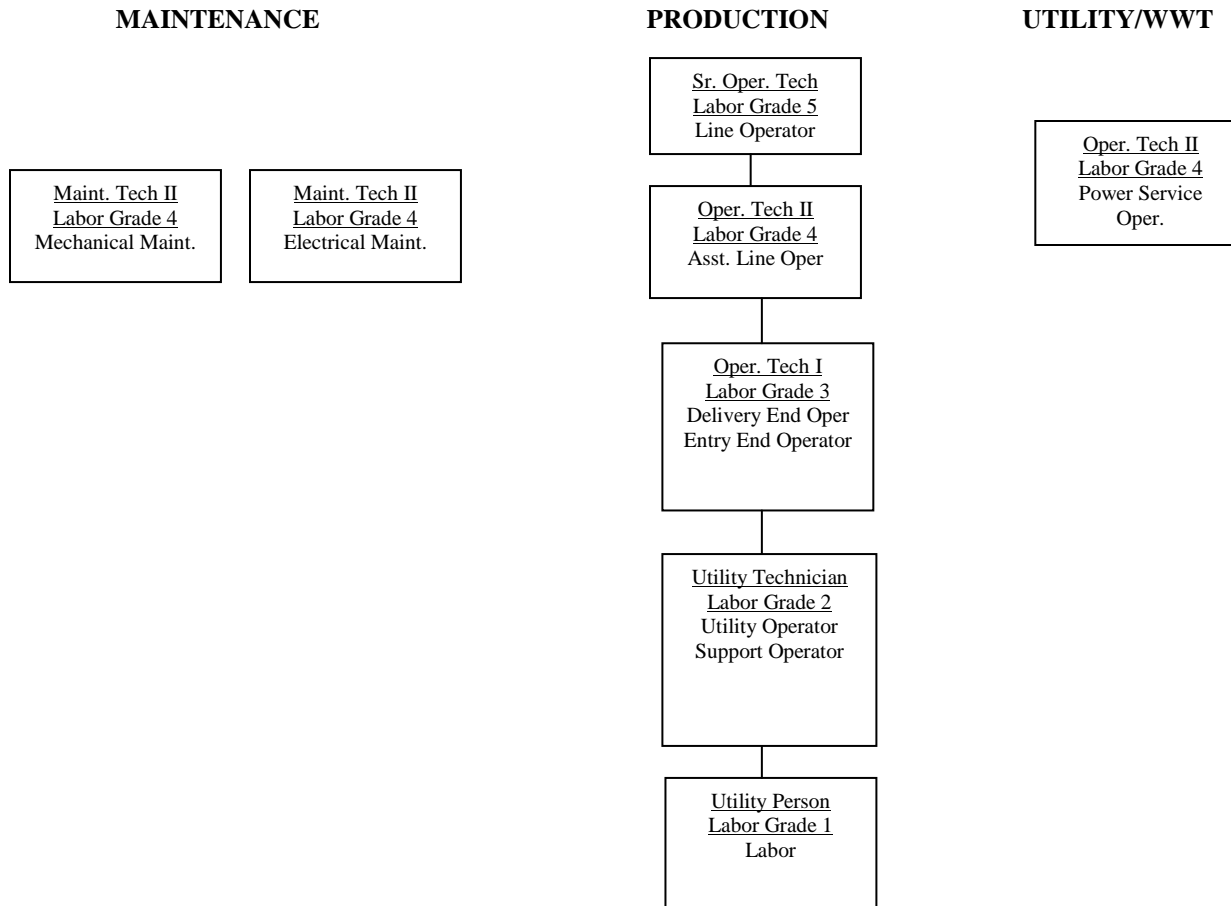 MAINTENANCE
PRODUCTION
UTILITY/WWT
Sr. Oper. Tech
Labor Grade 5
Line Operator
Oper. Tech II
Labor Grade 4
Power Service
Oper.
Maint. Tech II
Labor Grade 4
Mechanical Maint.
Maint. Tech II
Labor Grade 4
Electrical Maint.
Oper. Tech II
Labor Grade 4
Asst. Line Oper
Oper. Tech I
Labor Grade 3
Delivery End Oper
Entry End Operator
Utility Technician
Labor Grade 2
Utility Operator
Support Operator
Utility Person
Labor Grade 1
Labor